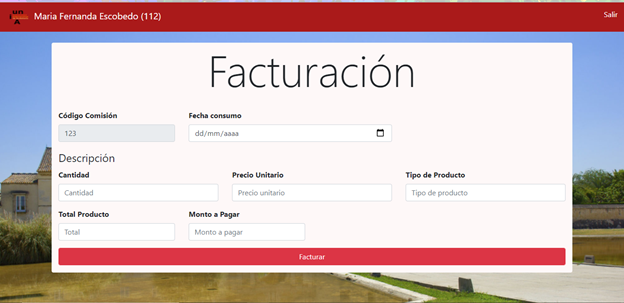 un
Maria Fernanda Escobedo (112)
Salir
Facturación
Código Comisión
Fecha consumo
123
dd/mm/aaaa
Descripción
Cantidad
Precio Unitario
Tipo de Producto
Cantidad
Precio unitario
Tipo de producto
Total Producto
Monto a Pagar
Total
Monto a pagar
Facturar